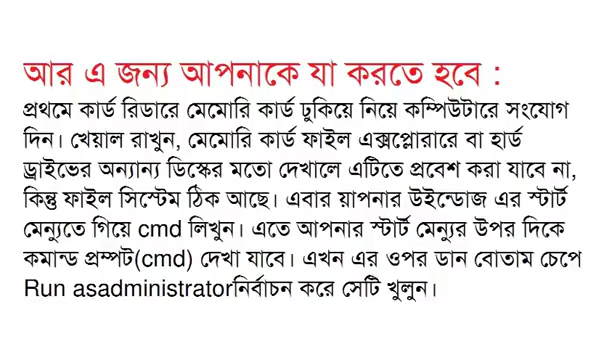 আর এ জন্য আপনাকে যা করতে হবে :
প্রথমে কার্ড রিডারে মেমোরি কার্ড ঢুকিয়ে নিয়ে কম্পিউটারে সংযোগ
দিন। খেয়াল রাখুন, মেমোরি কার্ড ফাইল এক্সপ্লোরারে বা হার্ড
ড্রাইভের অন্যান্য ডিস্কের মতো দেখালে এটিতে প্রবেশ করা যাবে না,
কিন্তু ফাইল সিস্টেম ঠিক আছে। এবার য়াপনার উইন্ডোজ এর স্টার্ট
মেন্যুতে গিয়ে cmd লিখুন। এতে আপনার স্টার্ট মেন্যুর উপর দিকে
কমান্ড প্রম্পট(cmd) দেখা যাবে। এখন এর ওপর ডান বোতাম চেপে
Run asadministratorনির্বাচন করে সেটি খুলুন।